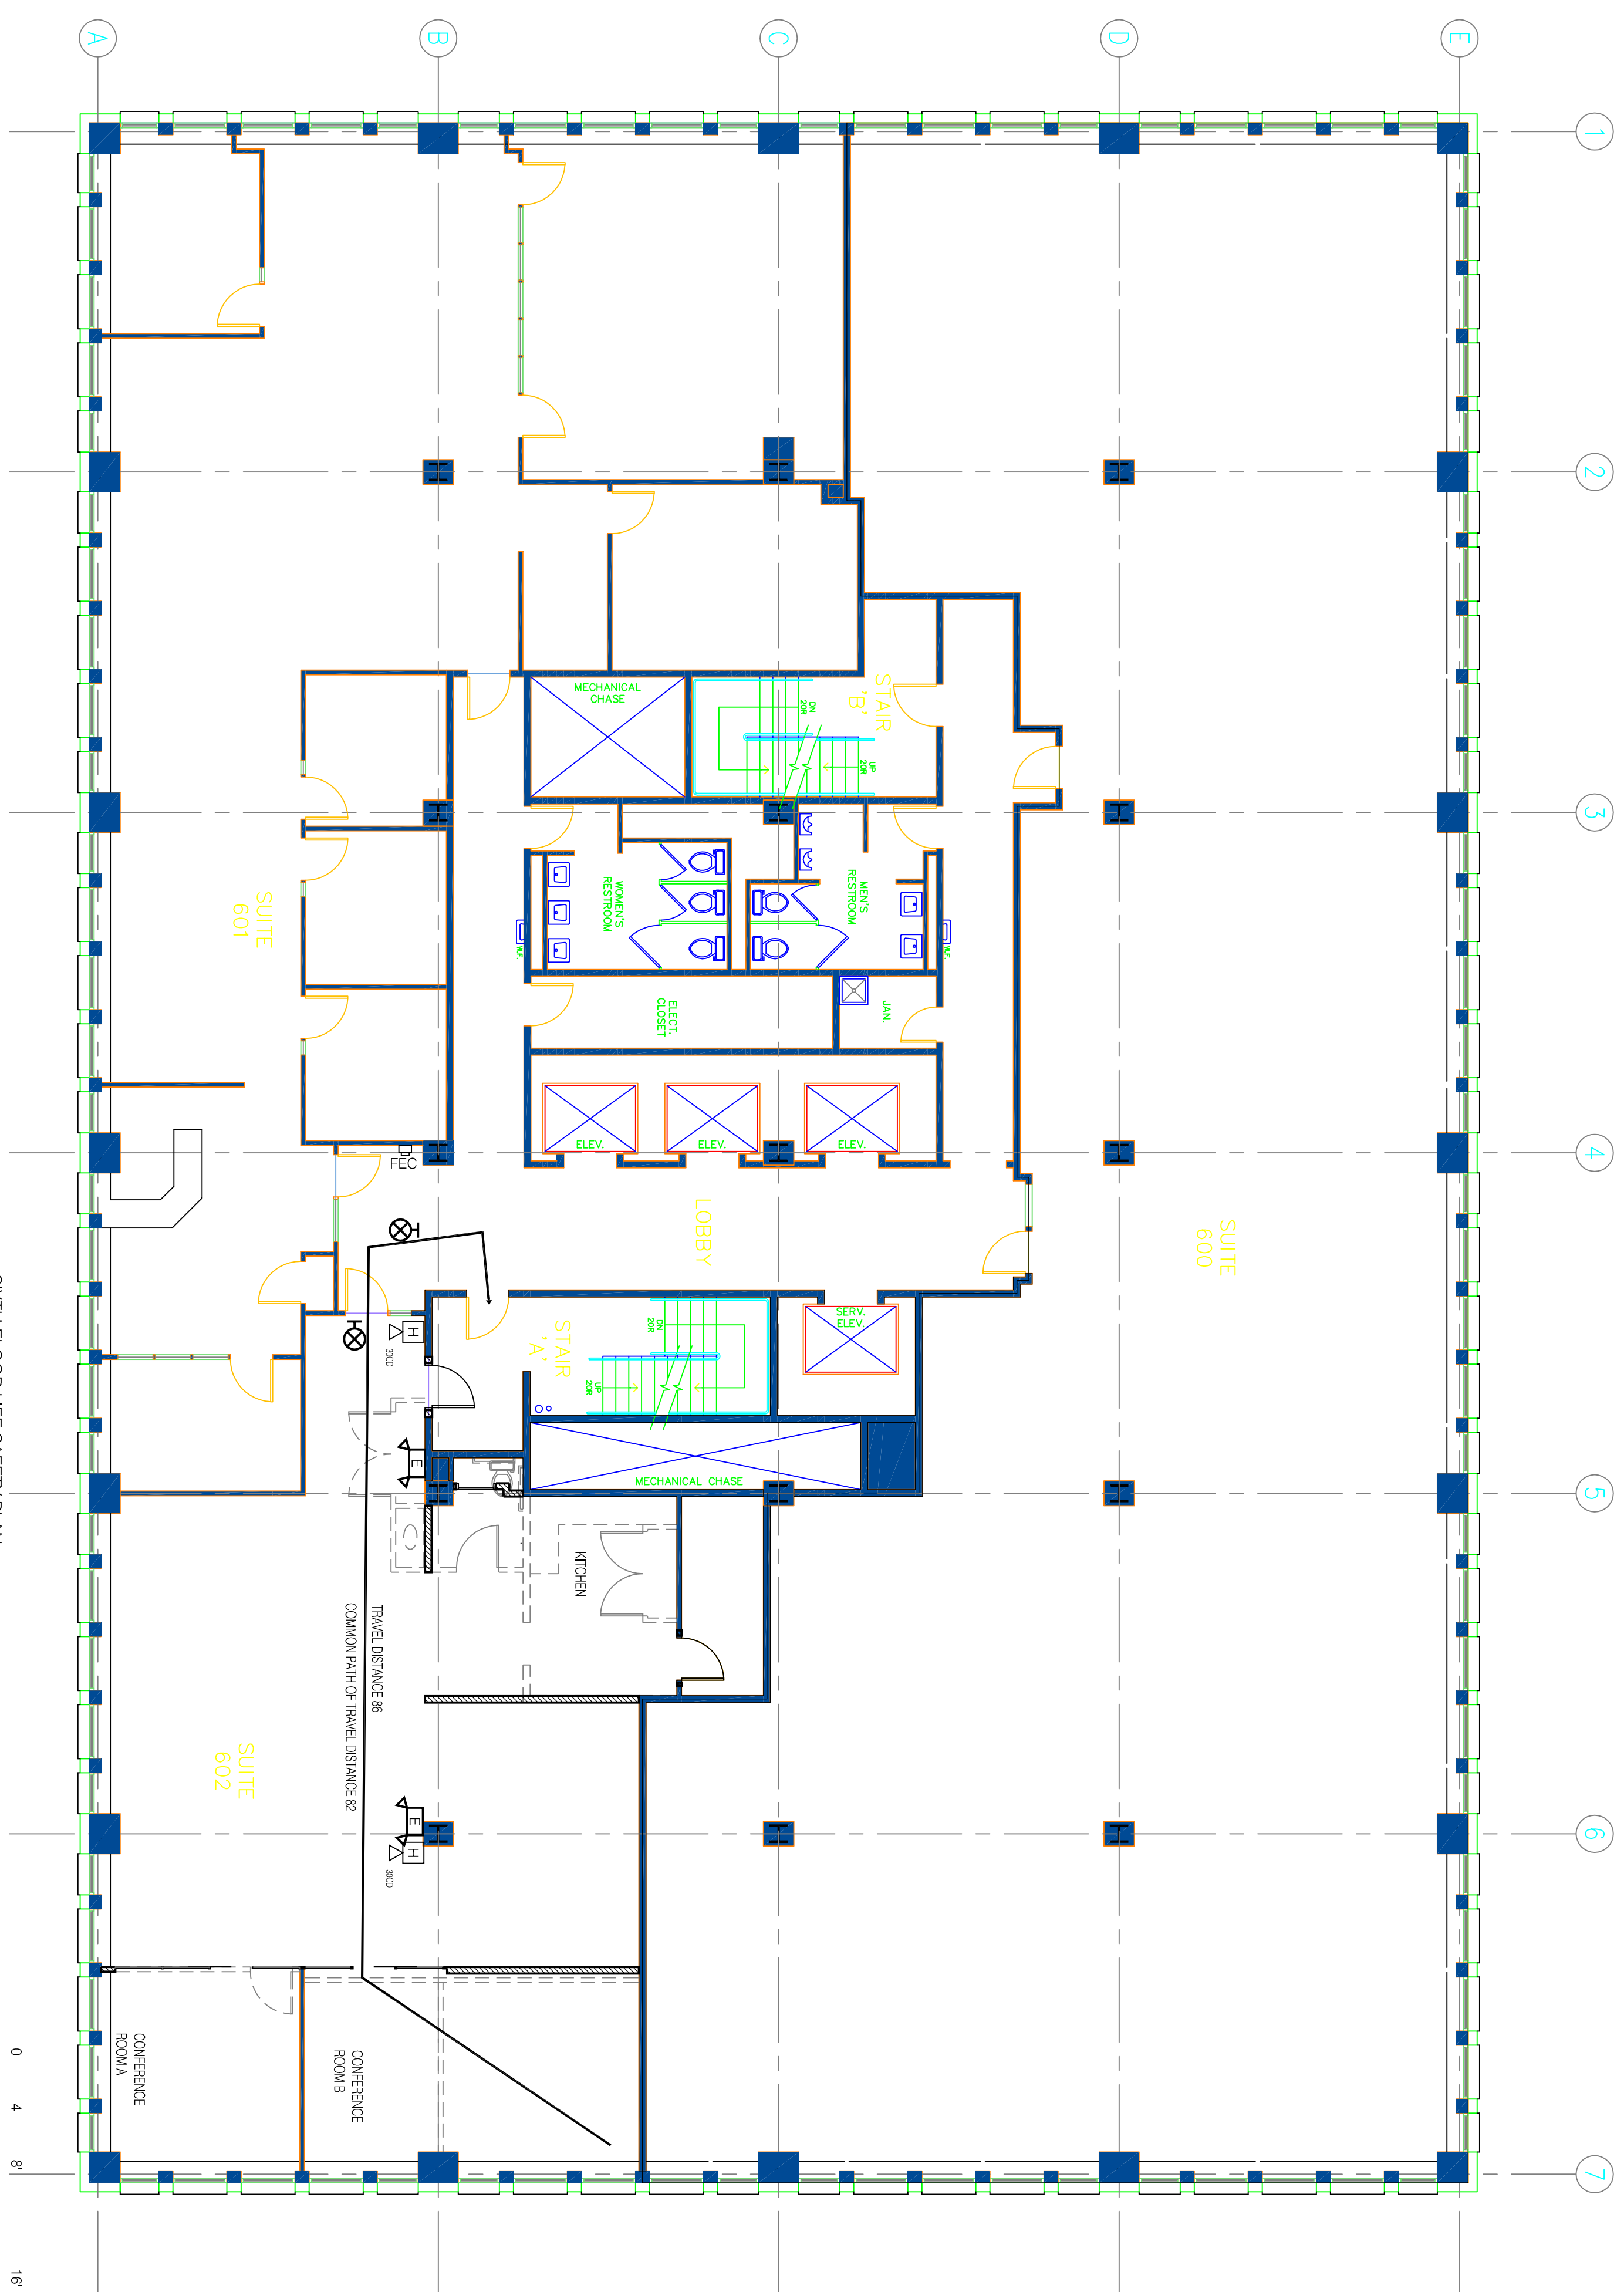 A
B
C
D
E
1
2
3
4
5
6
7
MECHANICAL
CHASE
STAIR
'B'
DN
20R
UP
20R
WOMEN'S
RESTROOM
MEN'S
RESTROOM
W.F.
W.F.
SUITE
601
ELECT.
CLOSET
JAN.
ELEV.
ELEV.
ELEV.
FEC
LOBBY
SUITE
600
STAIR
'A'
DN
20R
UP
20R
SERV.
ELEV.
H
30CD
E
MECHANICAL CHASE
KITCHEN
TRAVEL DISTANCE 86'
COMMON PATH OF TRAVEL DISTANCE 82'
SUITE
602
E
H
30CD
CONFERENCE
ROOM A
CONFERENCE
ROOM B
0
4'
8'
16'